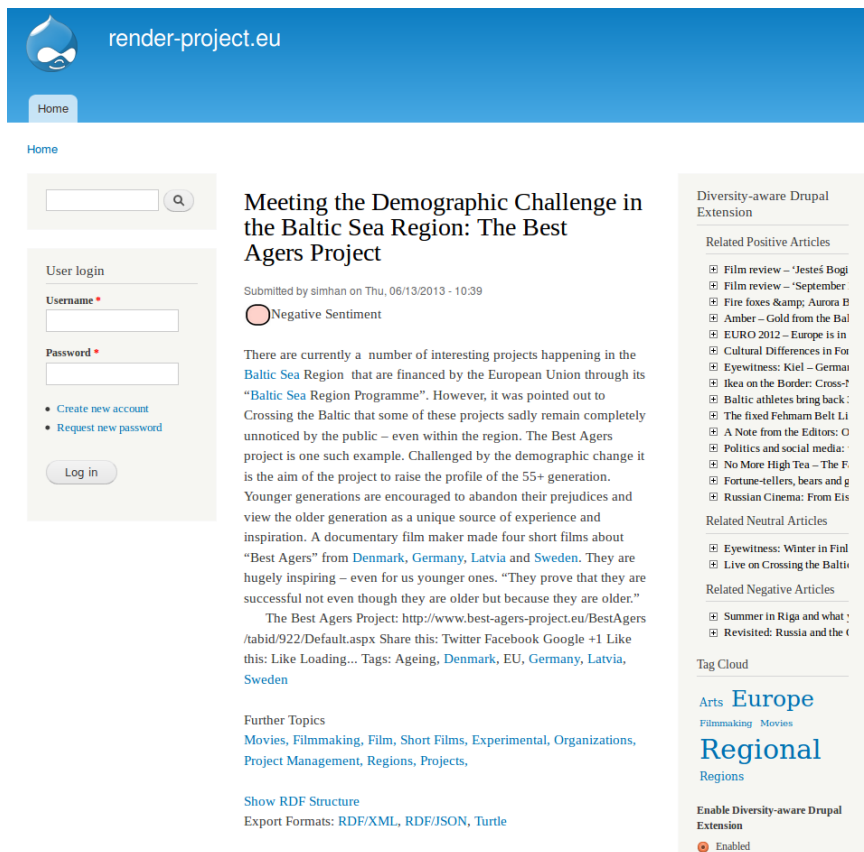 render-project.eu
Home
Home
User login
Username *
Password *
Create new account
Request new password
Log in
Meeting the Demographic Challenge in
the Baltic Sea Region: The Best
Agers Project
Submitted by simhan on Thu, 06/13/2013 - 10:39
Negative Sentiment
There are currently a  number of interesting projects happening in the
Baltic Sea Region  that are financed by the European Union through its
“Baltic Sea Region Programme”. However, it was pointed out to
Crossing the Baltic that some of these projects sadly remain completely
unnoticed by the public – even within the region. The Best Agers
project is one such example. Challenged by the demographic change it
is the aim of the project to raise the profile of the 55+ generation.
Younger generations are encouraged to abandon their prejudices and
view the older generation as a unique source of experience and
inspiration. A documentary film maker made four short films about
“Best Agers” from Denmark, Germany, Latvia and Sweden. They are
hugely inspiring – even for us younger ones. “They prove that they are
successful not even though they are older but because they are older.”
The Best Agers Project: http://www.best-agers-project.eu/BestAgers
/tabid/922/Default.aspx Share this: Twitter Facebook Google +1 Like
this: Like Loading... Tags: Ageing, Denmark, EU, Germany, Latvia,
Sweden
Further Topics
Movies, Filmmaking, Film, Short Films, Experimental, Organizations,
Project Management, Regions, Projects,
Show RDF Structure
Export Formats: RDF/XML, RDF/JSON, Turtle
Diversity-aware Drupal
Extension
Related Positive Articles
Film review – ‘Jesteś Bogi
Film review – ‘September
Fire foxes &amp; Aurora B
Amber – Gold from the Bal
EURO 2012 – Europe is in
Cultural Differences in For
Eyewitness: Kiel – German
Ikea on the Border: Cross-
Baltic athletes bring back
The fixed Fehmarn Belt Li
A Note from the Editors: O
Politics and social media:
No More High Tea – The
Fortune-tellers, bears and g
Russian Cinema: From Eis
Related Neutral Articles
Eyewitness: Winter in Finl
Live on Crossing the Baltic
Related Negative Articles
Summer in Riga and what
Revisited: Russia and the
Tag Cloud
Arts Europe
Filmmaking Movies
Regional
Regions
Enable Diversity-aware Drupal
Extension
Enabled